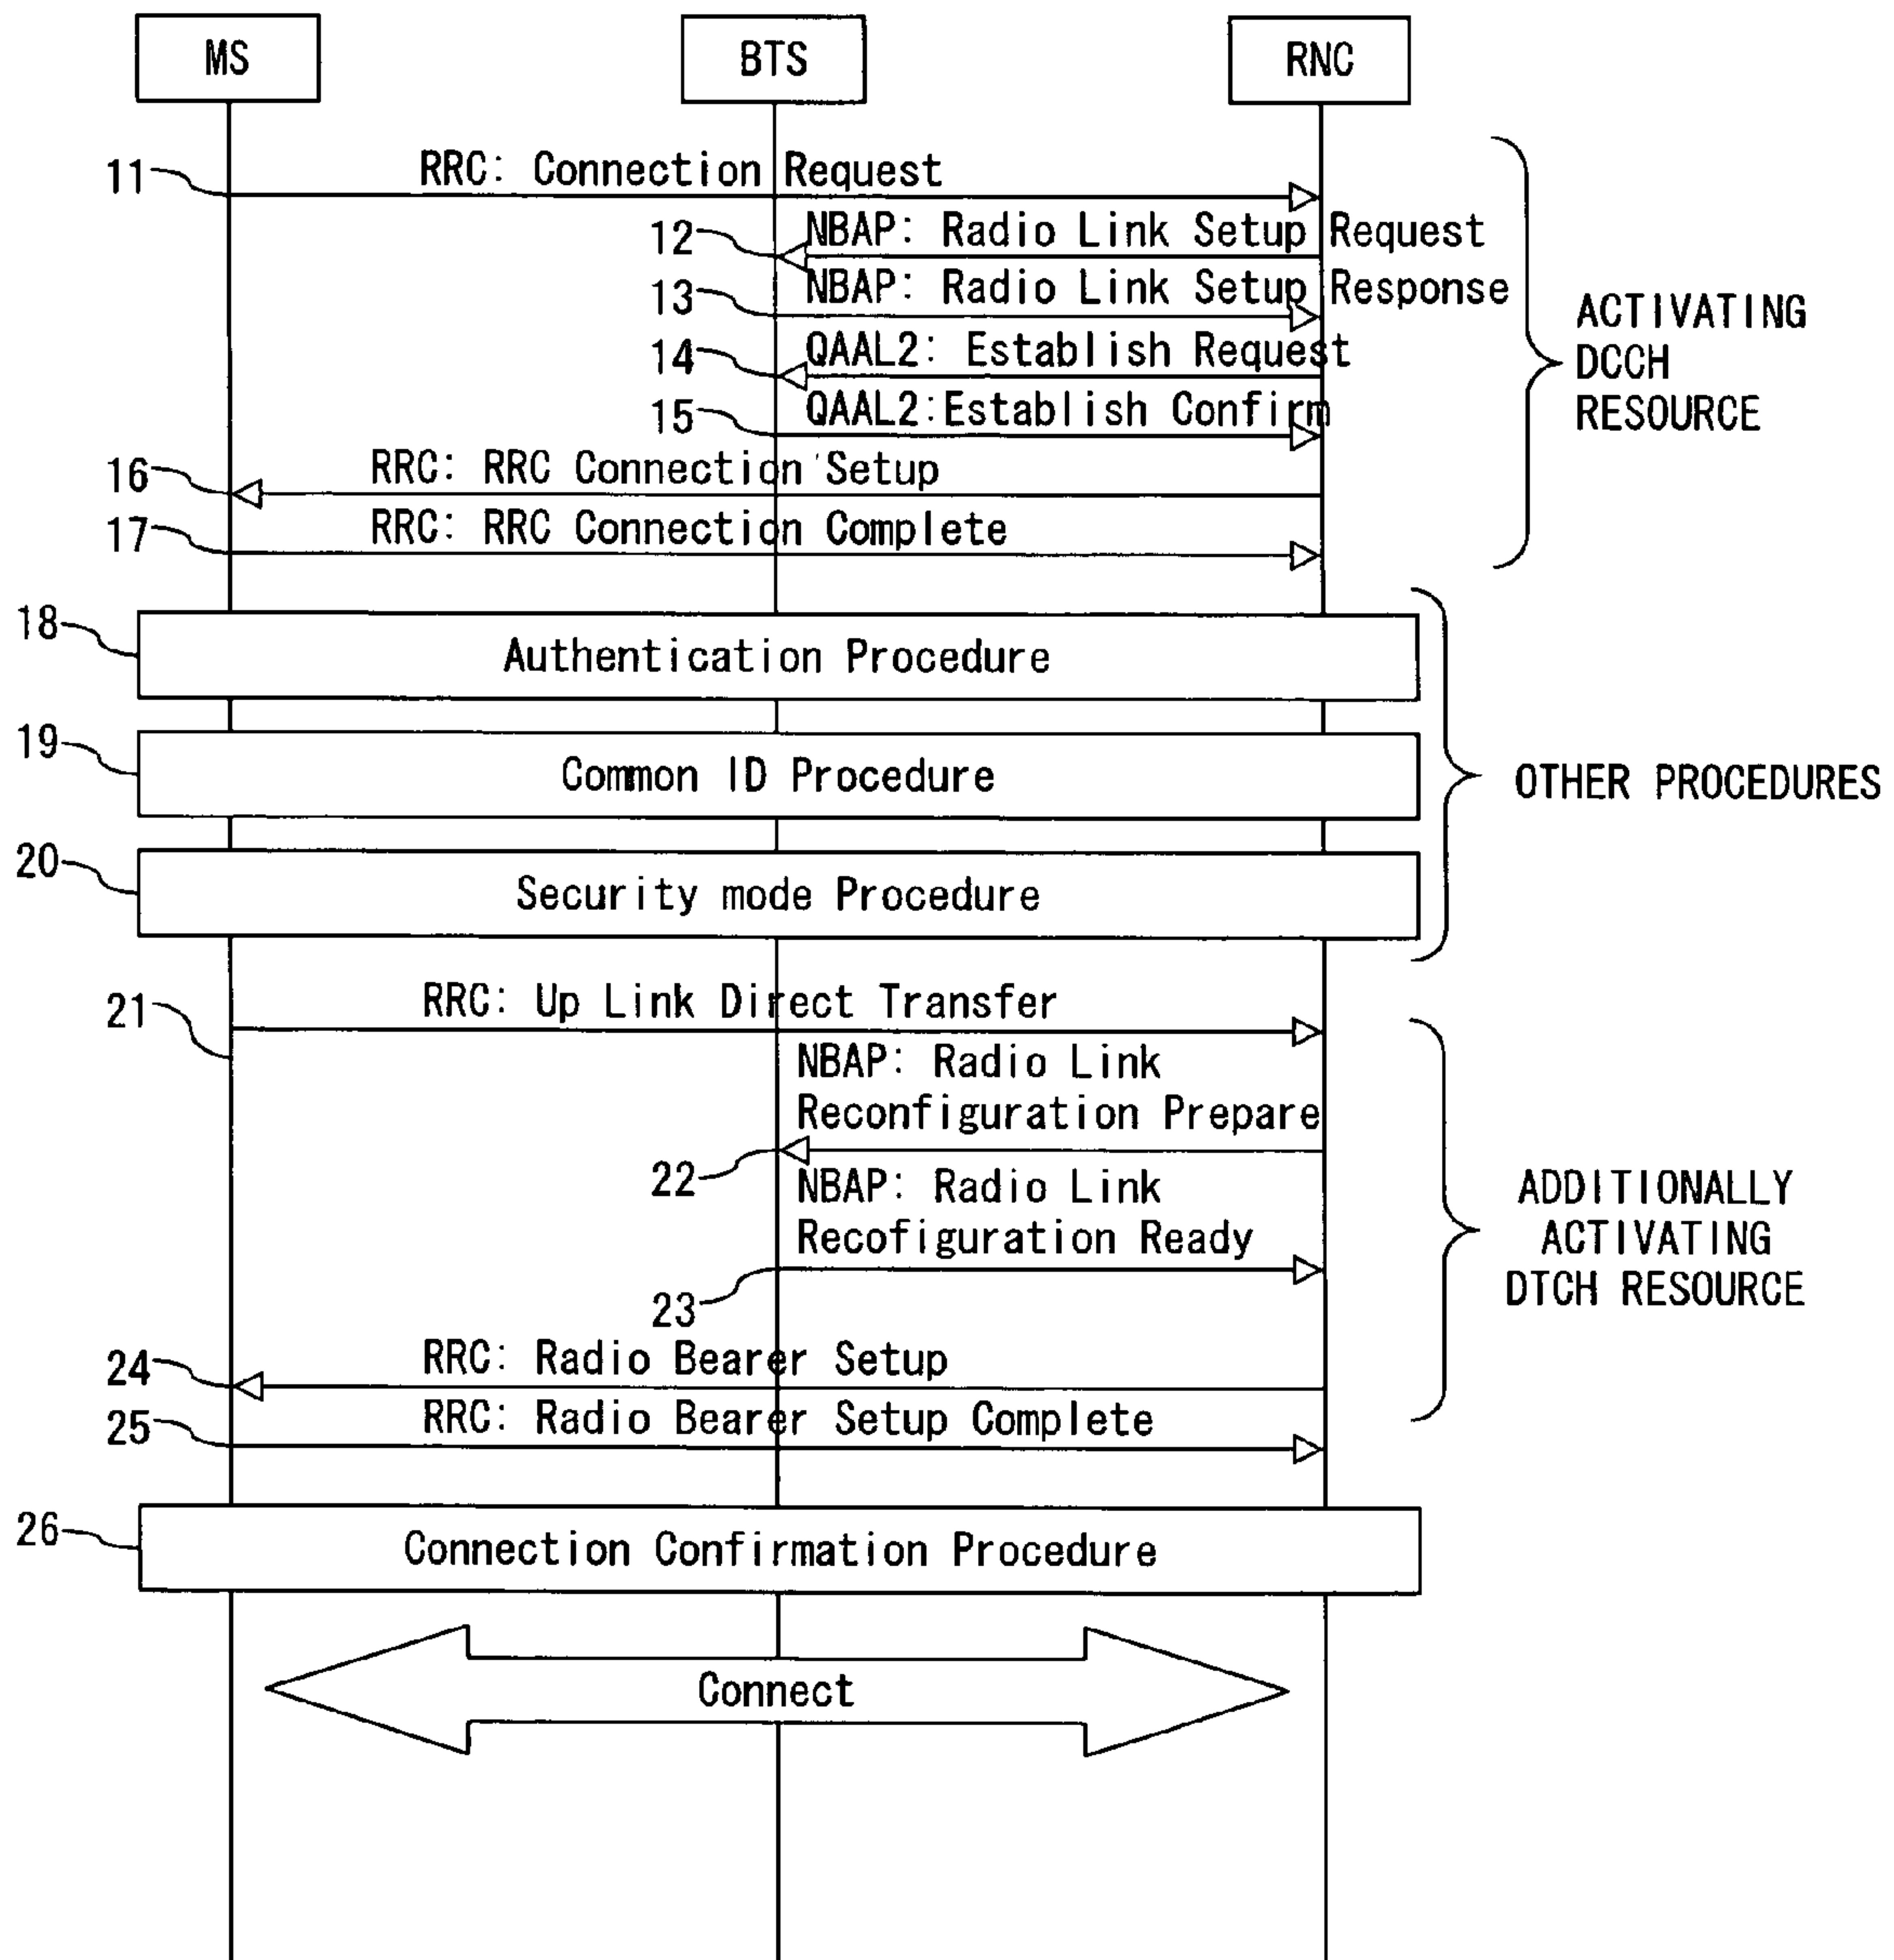 MS
BTS
RNC
11
RRC: Connection Request
12
NBAP: Radio Link Setup Request
13
NBAP: Radio Link Setup Response
14
QAAL2: Establish Request
15
QAAL2:Establish Confirm
16
RRC: RRC Connection Setup
17
RRC: RRC Connection Complete
ACTIVATING
DCCH
RESOURCE
18
Authentication Procedure
19
Common ID Procedure
20
Security mode Procedure
OTHER PROCEDURES
21
RRC: Up Link Direct Transfer
NBAP: Radio Link
Reconfiguration Prepare
22
NBAP: Radio Link
Recofiguration Ready
23
24
RRC: Radio Bearer Setup
25
RRC: Radio Bearer Setup Complete
ADDITIONALLY
ACTIVATING
DTCH RESOURCE
26
Connection Confirmation Procedure
Connect